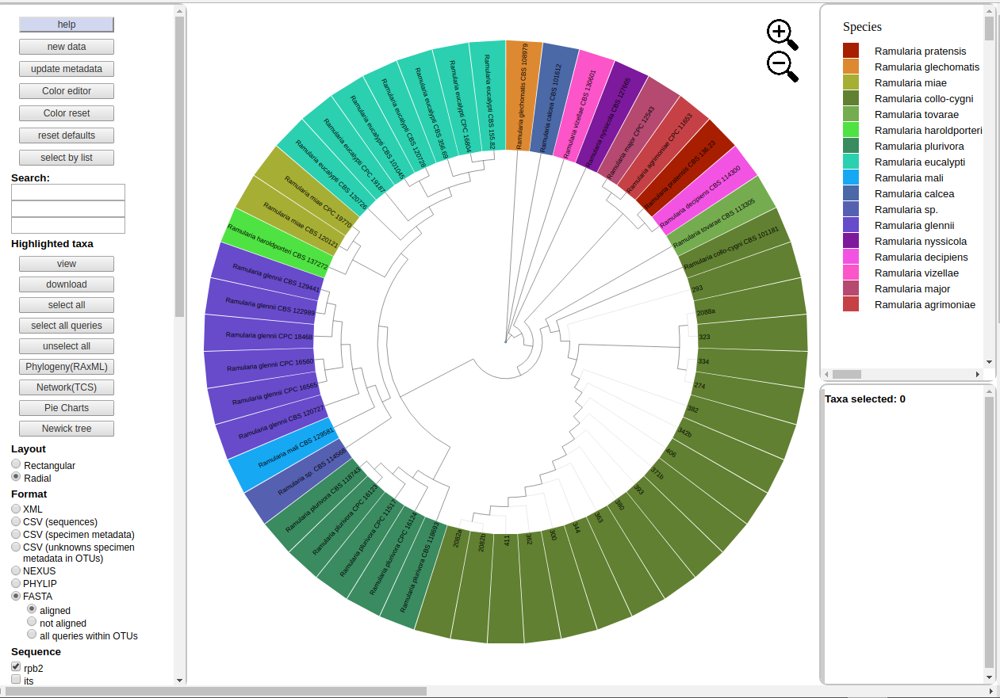 help
new data
update metadata
Color editor
Color reset
reset defaults
select by list
Search:
Highlighted taxa
view
download
select all
select all queries
unselect all
Phylogeny(RAxML)
Network(TCS)
Pie Charts
Newick tree
Layout
Rectangular
Radial
Format
XML
CSV (sequences)
CSV (specimen metadata)
CSV (unknowns specimen
metadata in OTUs)
NEXUS
PHYLIP
FASTA
aligned
not aligned
all queries within OTUs
Sequence
rpb2
its
Ramularia glechomatis CBS 108979
Ramularia calcea CBS 101612
Ramularia vizellae CBS 130601
Ramularia nyssicola CBS 127665
Ramularia major CPC 12543
Ramularia agrimoniae CPC 11653
Ramularia pratensis CBS 136.23
Ramularia decipiens CBS 114300
Ramularia tovarae CBS 113305
Ramularia collo-cygni CBS 101181
293
2088a
323
334
274
382
342b
406
371b
393
380
363
344
300
362
411
2082b
2082a
Ramularia plurivora CBS 118693
Ramularia plurivora CPC 16124
Ramularia plurivora CPC 11517
Ramularia plurivora CPC 16123
Ramularia plurivora CBS 118743
Ramularia sp. CBS 114568
Ramularia mali CBS 129581
Ramularia glennii CBS 120727
Ramularia glennii CPC 16565
Ramularia glennii CPC 16560
Ramularia glennii CPC 18468
Ramularia glennii CBS 122989
Ramularia glennii CBS 129441
Ramularia haroldporteri CBS 137272
Ramularia miae CBS 120121
Ramularia miae CPC 19770
Ramularia eucalypti CBS 120726
Ramularia eucalypti CPC 19187
Ramularia eucalypti CBS 101045
Ramularia eucalypti CBS 120728
Ramularia eucalypti CBS 356.69
Ramularia eucalypti CPC 16804
Ramularia eucalypti CBS 155.82
Species
Ramularia pratensis
Ramularia glechomatis
Ramularia miae
Ramularia collo-cygni
Ramularia tovarae
Ramularia haroldporteri
Ramularia plurivora
Ramularia eucalypti
Ramularia mali
Ramularia calcea
Ramularia sp.
Ramularia glennii
Ramularia nyssicola
Ramularia decipiens
Ramularia vizellae
Ramularia major
Ramularia agrimoniae
Taxa selected: 0